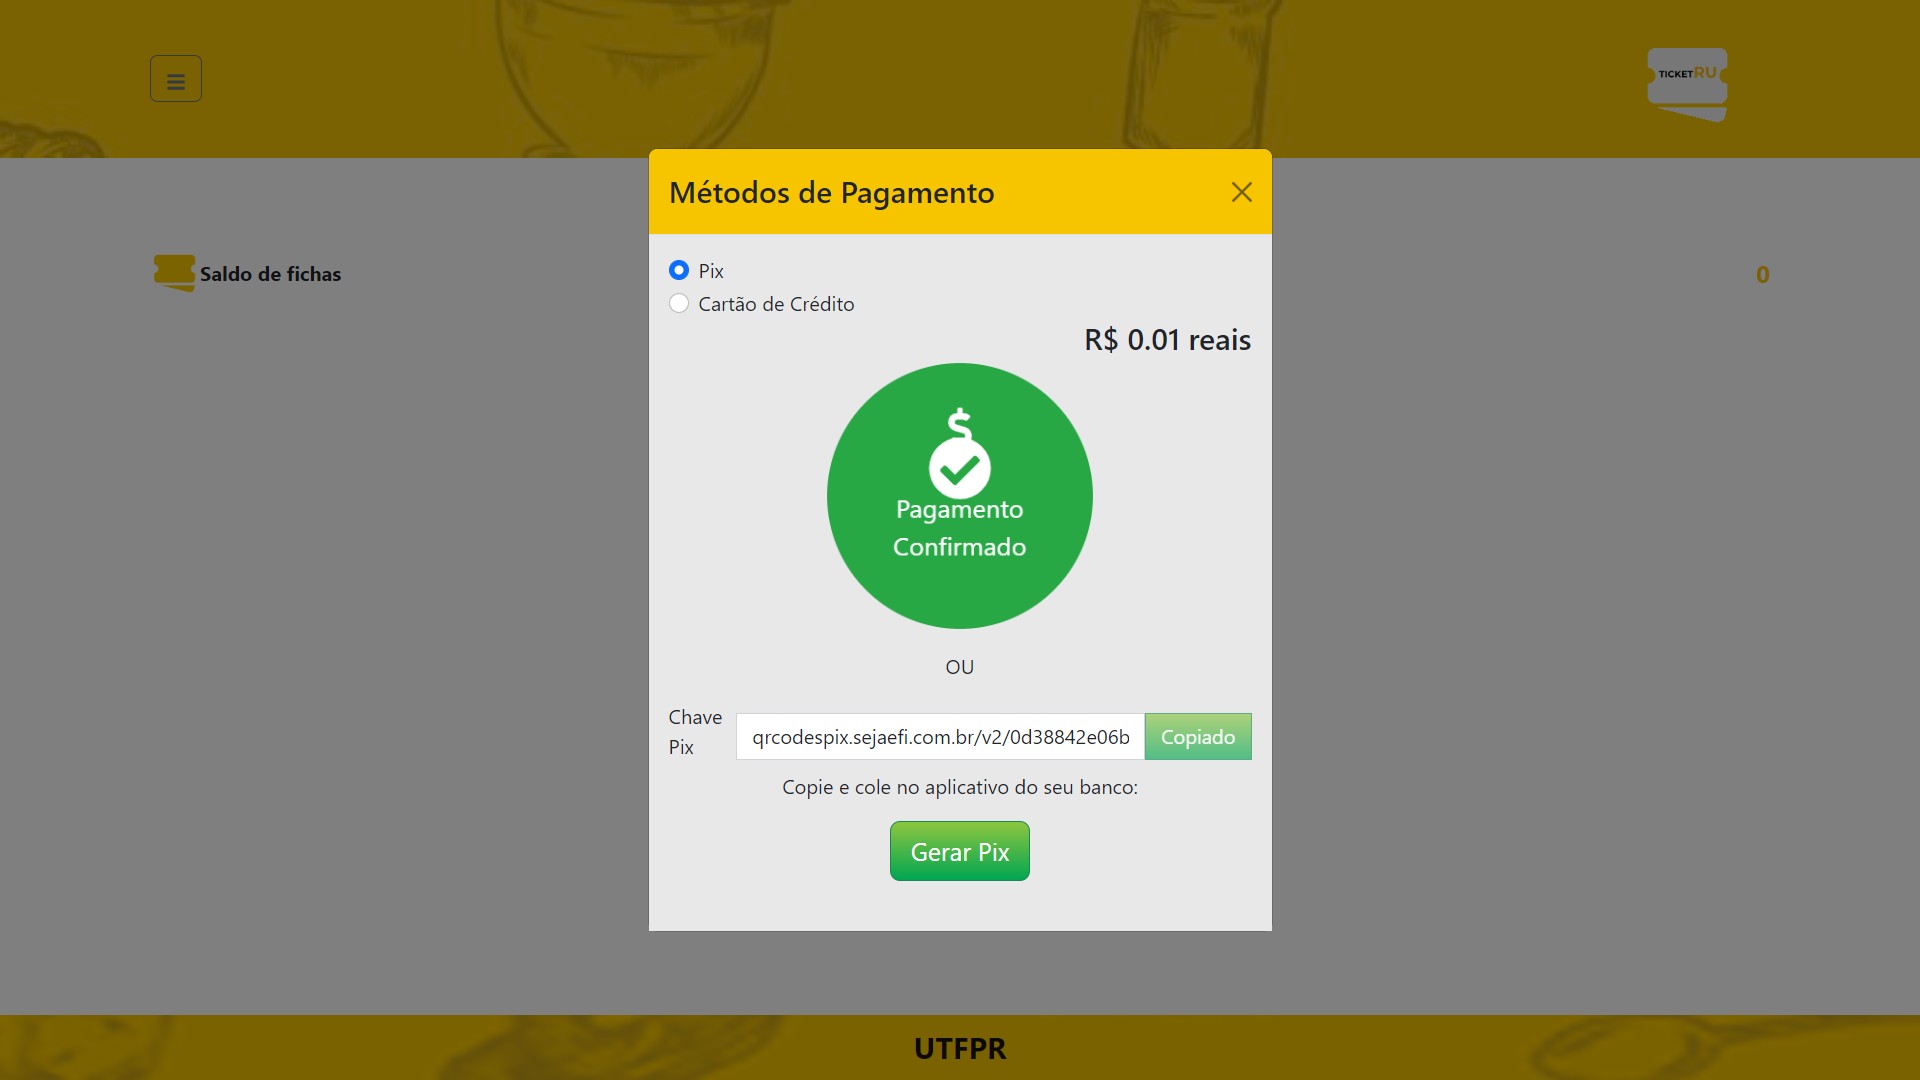 TICKETRU
Métodos de Pagamento
Saldo de fichas
0
Pix
Cartão de Crédito
R$ 0.01 reais
$
Pagamento
Confirmado
OU
Chave
Pix
qrcodespix.sejaefi.com.br/v2/0d38842e06b
Copiado
Copie e cole no aplicativo do seu banco:
Gerar Pix
UTFPR